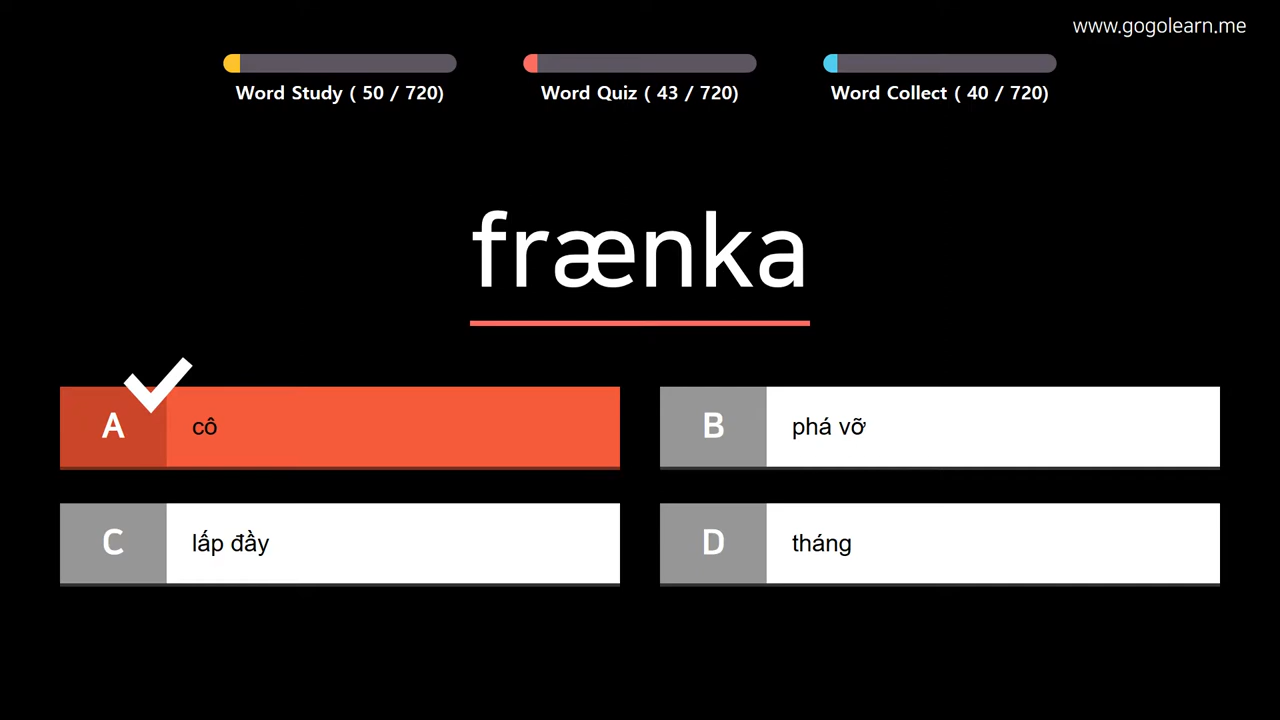 www.gogolearn.me
Word Study ( 50 / 720)
Word Quiz ( 43 / 720)
Word Collect ( 40 / 720)
frænka
A cô
B phá vỡ
C lấp đầy
D tháng